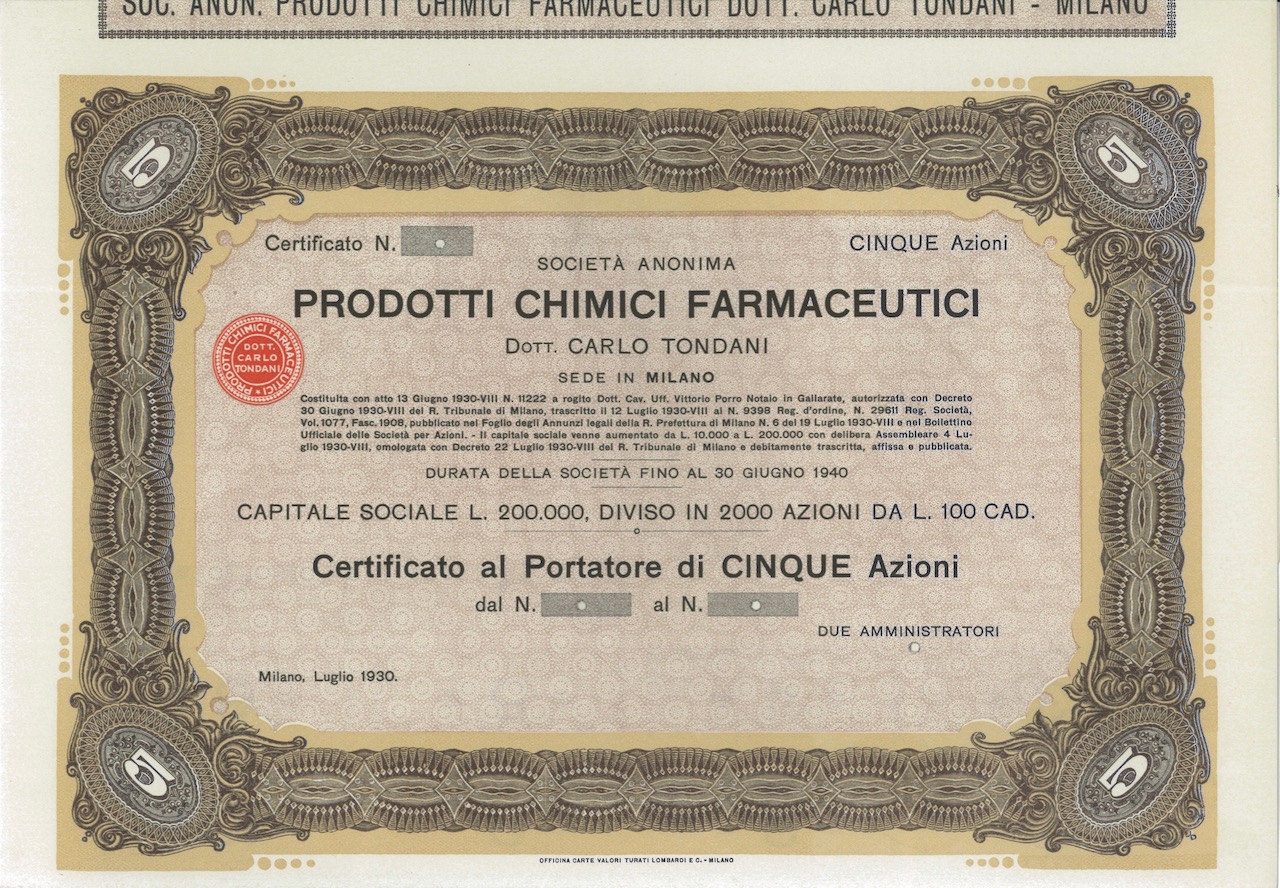 SOC. ANON. PRODOTTI CHIMICI FARMACEUTICI DOTT. CARLO TONDANI - MILANO
5
5
Certificato N.
CINQUE Azioni
SOCIETÀ ANONIMA
PRODOTTI CHIMICI FARMACEUTICI
DOTT. CARLO TONDANI
PRODOTTI CHIMICI FARMACEUTICI
DOTT.
CARLO
TONDANI
SEDE IN MILANO
Costituita con atto 13 Giugno 1930-VIII N. 11222 a rogito Dott. Cav. Uff. Vittorio Porro Notaio in Gallarate, autorizzata con Decreto
30 Giugno 1930-VIII del R. Tribunale di Milano, trascritto il 12 Luglio 1930-VIII al N. 9398 Reg. d'ordine, N. 29611 Reg. Società,
Vol. 1077, Fasc. 1908, pubblicato nel Foglio degli Annunzi legali della R. Prefettura di Milano N. 6 del 19 Luglio 1930-VIII e nel Bollettino
Ufficiale delle Società per Azioni. - Il capitale sociale venne aumentato da L. 10.000 a L. 200.000 con delibera Assembleare 4 Lu-
glio 1930-VIII, omologata con Decreto 22 Luglio 1930-VIII del R. Tribunale di Milano e debitamente trascritta, affissa e pubblicata.
DURATA DELLA SOCIETÀ FINO AL 30 GIUGNO 1940
CAPITALE SOCIALE L. 200.000, DIVISO IN 2000 AZIONI DA L. 100 CAD.
Certificato al Portatore di CINQUE Azioni
dal N. al N.
DUE AMMINISTRATORI
Milano, Luglio 1930.
5
5
OFFICINA CARTE VALORI TURATI LOMBARDI E C. - MILANO